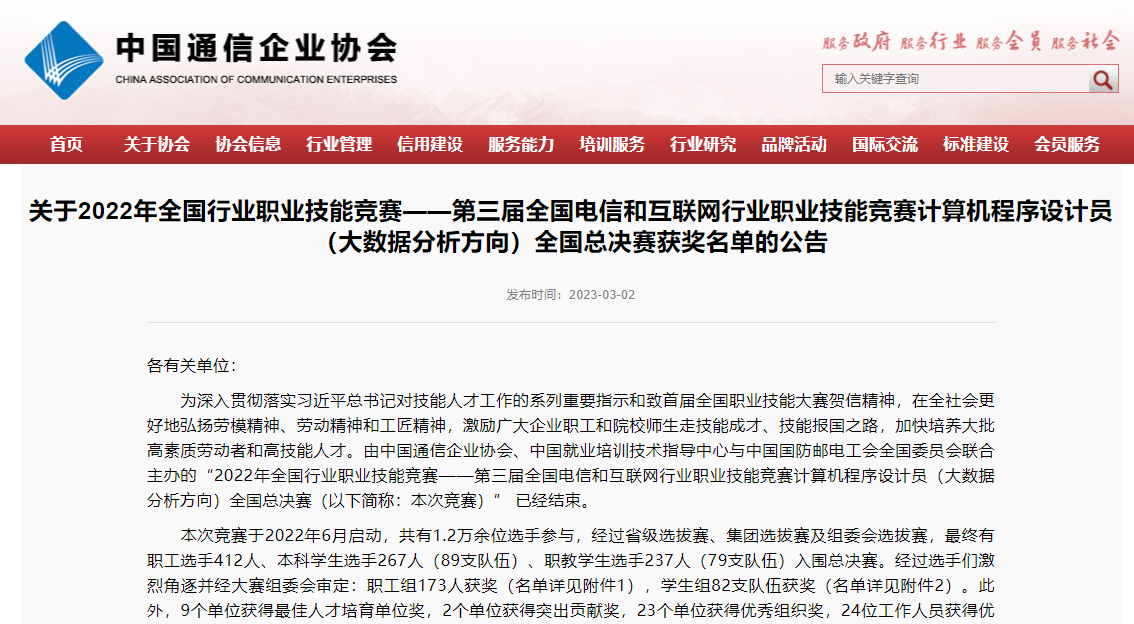 中国通信企业协会
CHINA ASSOCIATION OF COMMUNICATION ENTERPRISES
服务政府 服务行业 服务会员 服务社会
输入关键字查询
首页 关于协会 协会信息 行业管理 信用建设 服务能力 培训服务 行业研究 品牌活动 国际交流 标准建设 会员服务
关于2022年全国行业职业技能竞赛——第三届全国电信和互联网行业职业技能竞赛计算机程序设计员
（大数据分析方向）全国总决赛获奖名单的公告
发布时间：2023-03-02
各有关单位：
为深入贯彻落实习近平总书记对技能人才工作的系列重要指示和致首届全国职业技能大赛贺信精神，在全社会更
好地弘扬劳模精神、劳动精神和工匠精神，激励广大企业职工和院校师生走技能成才、技能报国之路，加快培养大批
高素质劳动者和高技能人才。由中国通信企业协会、中国就业培训技术指导中心与中国国防邮电工会全国委员会联合
主办的“2022年全国行业职业技能竞赛——第三届全国电信和互联网行业职业技能竞赛计算机程序设计员（大数据
分析方向）全国总决赛（以下简称：本次竞赛）” 已经结束。
本次竞赛于2022年6月启动，共有1.2万余位选手参与，经过省级选拔赛、集团选拔赛及组委会选拔赛，最终有
职工选手412人、本科学生选手267人（89支队伍）、职教学生选手237人（79支队伍）入围总决赛。经过选手们激
烈角逐并经大赛组委会审定：职工组173人获奖（名单详见附件1），学生组82支队伍获奖（名单详见附件2）。此
外，9个单位获得最佳人才培育单位奖，2个单位获得突出贡献奖，23个单位获得优秀组织奖，24位工作人员获得优